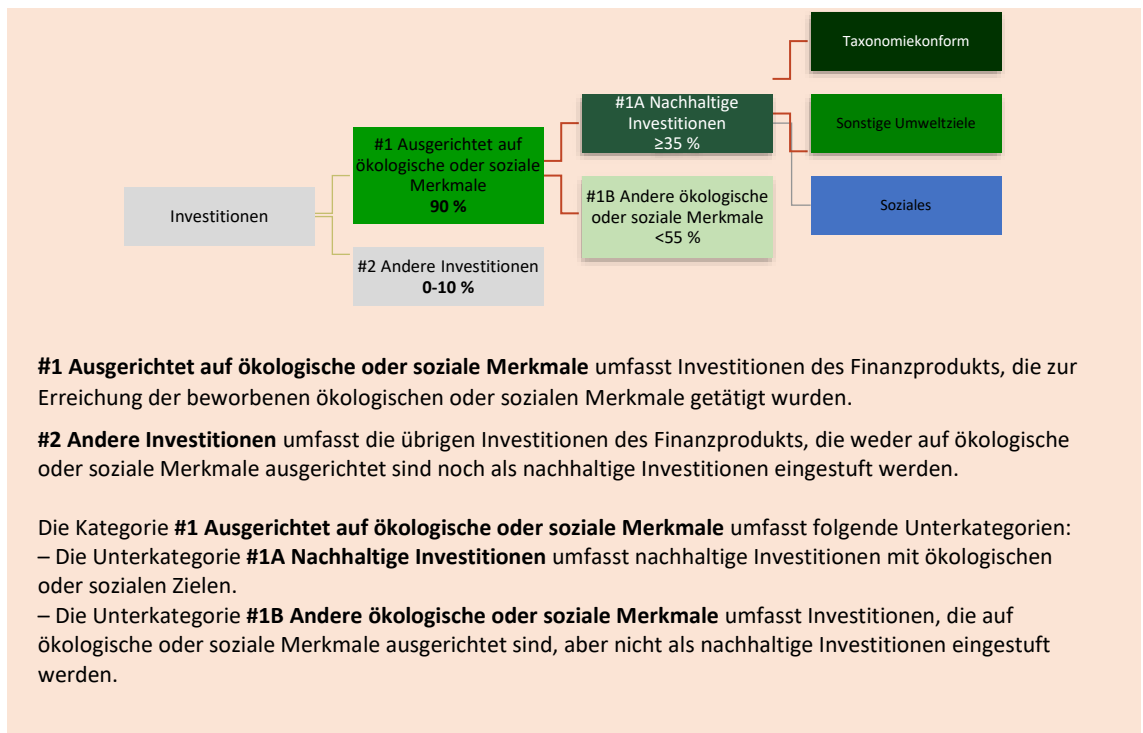 Taxonomiekonform
#1A Nachhaltige
Investitionen
≥35 %
Sonstige Umweltziele
#1 Ausgerichtet auf
ökologische oder soziale
Merkmale
90 %
#1B Andere ökologische
oder soziale Merkmale
<55 %
Soziales
Investitionen
#2 Andere Investitionen
0-10 %
#1 Ausgerichtet auf ökologische oder soziale Merkmale umfasst Investitionen des Finanzprodukts, die zur
Erreichung der beworbenen ökologischen oder sozialen Merkmale getätigt wurden.
#2 Andere Investitionen umfasst die übrigen Investitionen des Finanzprodukts, die weder auf ökologische
oder soziale Merkmale ausgerichtet sind noch als nachhaltige Investitionen eingestuft werden.
Die Kategorie #1 Ausgerichtet auf ökologische oder soziale Merkmale umfasst folgende Unterkategorien:
– Die Unterkategorie #1A Nachhaltige Investitionen umfasst nachhaltige Investitionen mit ökologischen
oder sozialen Zielen.
– Die Unterkategorie #1B Andere ökologische oder soziale Merkmale umfasst Investitionen, die auf
ökologische oder soziale Merkmale ausgerichtet sind, aber nicht als nachhaltige Investitionen eingestuft
werden.